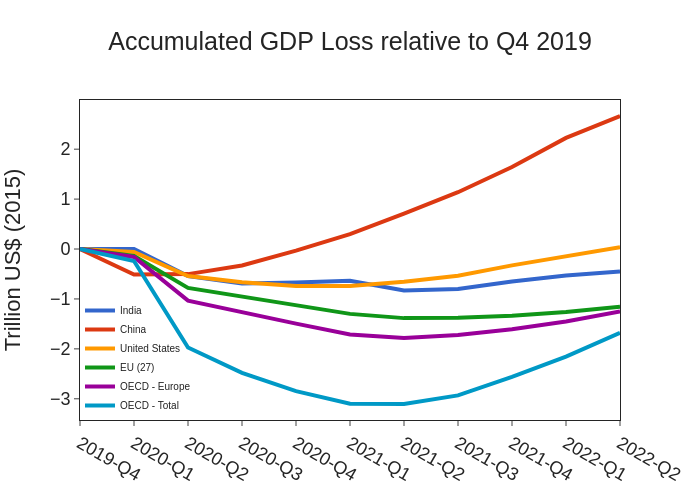 Accumulated GDP Loss relative to Q4 2019
Trillion US$ (2015)
2
1
0
−1
−2
−3
India
China
United States
EU (27)
OECD - Europe
OECD - Total
2019-Q4
2020-Q1
2020-Q2
2020-Q3
2020-Q4
2021-Q1
2021-Q2
2021-Q3
2021-Q4
2022-Q1
2022-Q2